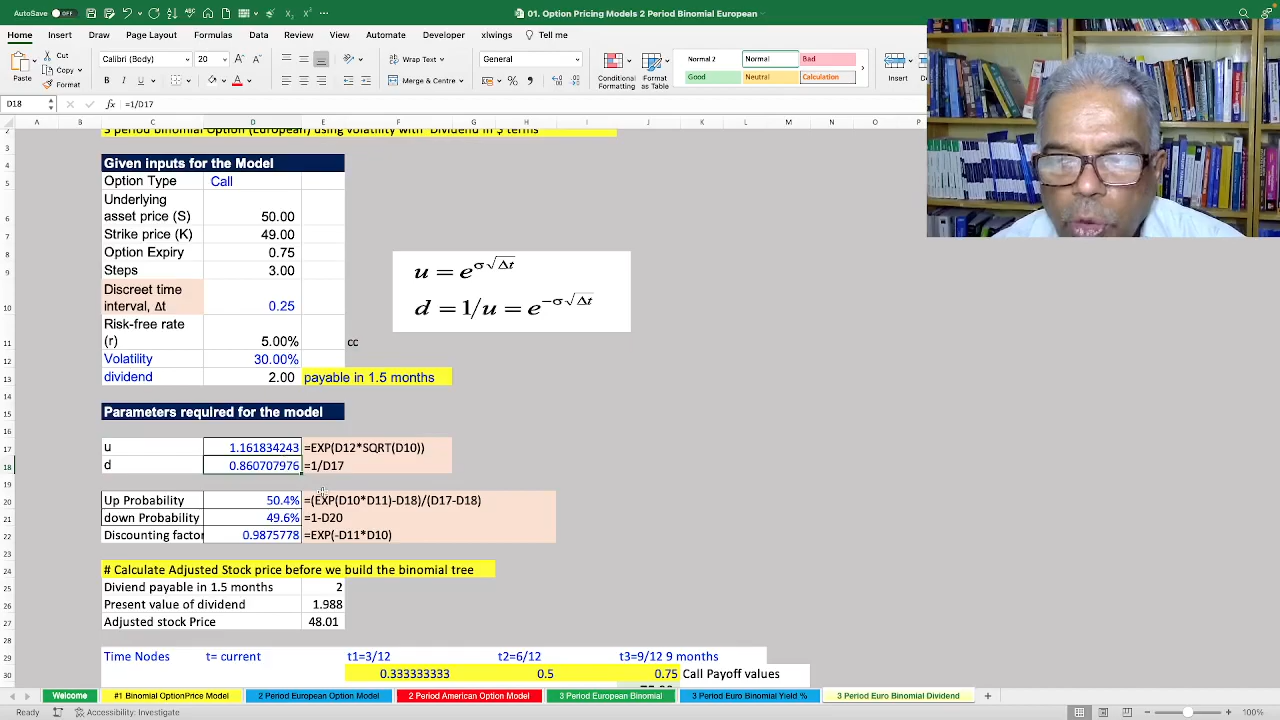 AutoSave OFF
01. Option Pricing Models 2 Period Binomial European
Home Insert Draw Page Layout Formulas Data Review View Automate Developer xlwings Tell me
Paste Cut Copy Format Calibri (Body) 20 Wrap Text Merge & Centre General Conditional Formatting Format as Table Normal 2 Normal Bad Good Neutral Calculation Insert
D18 fx =1/D17
A B C D E F G H I J K L M N O P
3 period binomial Option (European) using volatility with Dividend in $ terms
Given inputs for the Model
Option Type Call
Underlying
asset price (S) 50.00
Strike price (K) 49.00
Option Expiry 0.75
Steps 3.00
Discreet time
interval, Δt 0.25
Risk-free rate
(r) 5.00% cc
Volatility 30.00%
dividend 2.00 payable in 1.5 months
u = e^σ√Δt
d = 1/u = e^−σ√Δt
Parameters required for the model
u 1.161834243 =EXP(D12*SQRT(D10))
d 0.860707976 =1/D17
Up Probability 50.4% =(EXP(D10*D11)-D18)/(D17-D18)
down Probability 49.6% =1-D20
Discounting factor 0.9875778 =EXP(-D11*D10)
# Calculate Adjusted Stock price before we build the binomial tree
Diviend payable in 1.5 months 2
Present value of dividend 1.988
Adjusted stock Price 48.01
Time Nodes t= current t1=3/12 t2=6/12 t3=9/12 9 months
0.333333333 0.5 0.75 Call Payoff values
Welcome #1 Binomial OptionPrice Model 2 Period European Option Model 2 Period American Option Model 3 Period European Binomial 3 Period Euro Binomial Yield % 3 Period Euro Binomial Dividend
Ready Accessibility: Investigate 100%